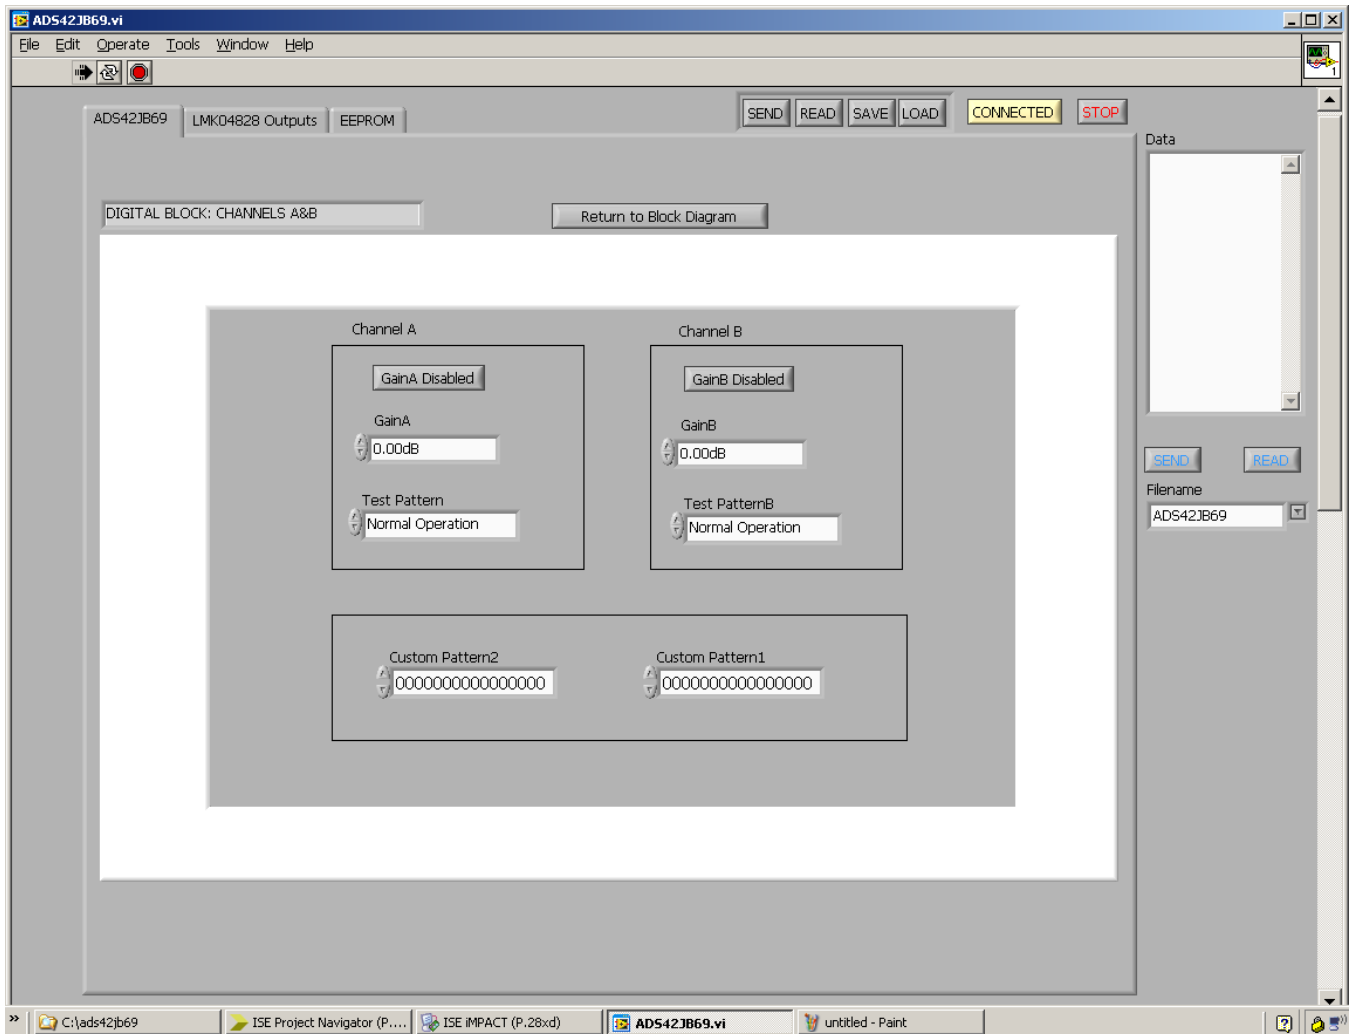 ADS42JB69.vi
File Edit Operate Tools Window Help
1
ADS42JB69 LMK04828 Outputs EEPROM
SEND READ SAVE LOAD CONNECTED STOP
Data
DIGITAL BLOCK: CHANNELS A&B
Return to Block Diagram
Channel A
Channel B
GainA Disabled
GainB Disabled
GainA
GainB
0.00dB
0.00dB
Test Pattern
Test PatternB
Normal Operation
Normal Operation
SEND READ
Filename
ADS42JB69
Custom Pattern2
Custom Pattern1
0000000000000000
0000000000000000
» C:\ads42jb69 ISE Project Navigator (P.... ISE iMPACT (P.28xd) ADS42JB69.vi untitled - Paint